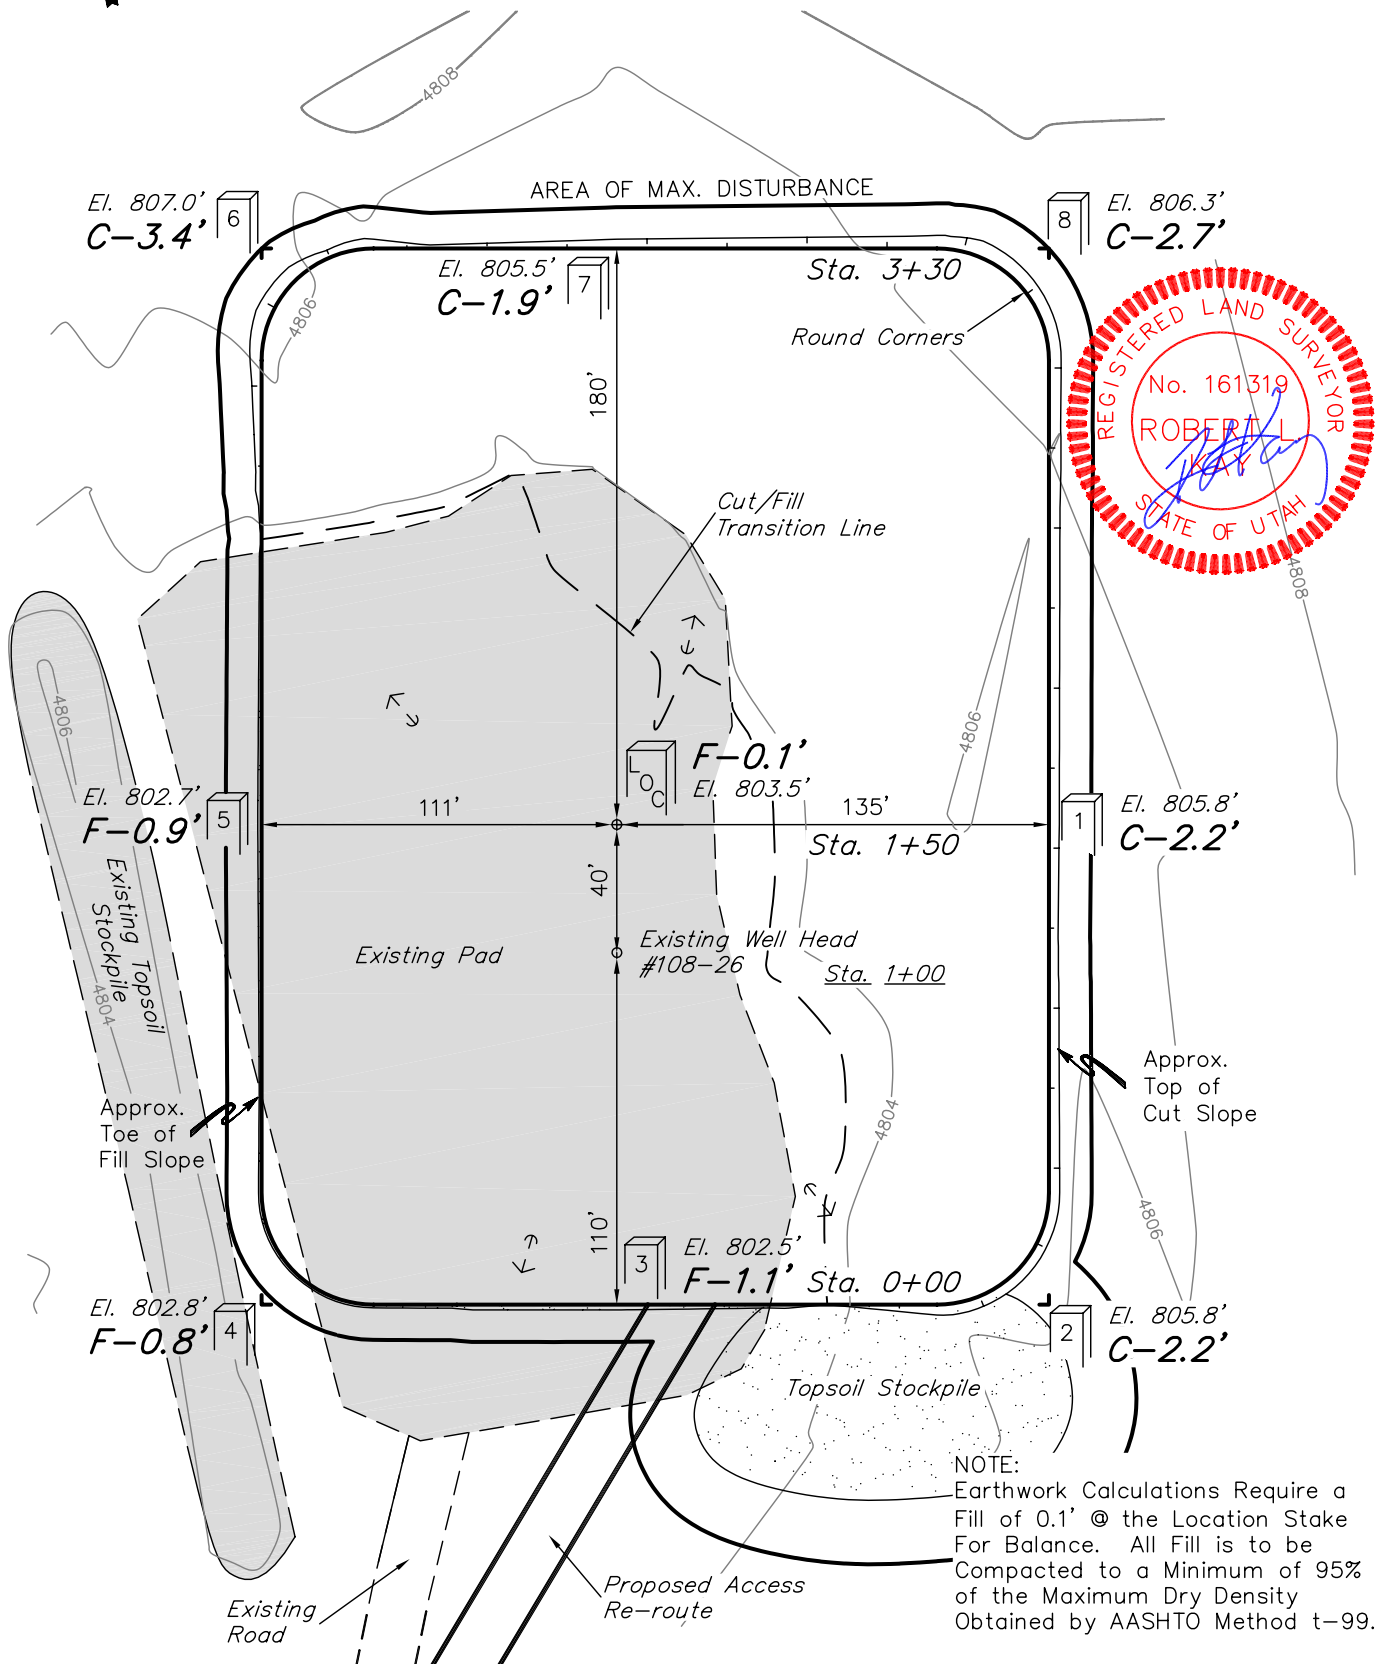 4808
AREA OF MAX. DISTURBANCE
El. 807.0'
C-3.4'
6
8
El. 806.3'
C-2.7'
El. 805.5'
C-1.9'
7
Sta. 3+30
4806
Round Corners
REGISTERED LAND SURVEYOR
No. 161319
ROBERT L.
KAY
STATE OF UTAH
180'
Cut/Fill
Transition Line
4808
4806
4806
LOC
F-0.1'
El. 803.5'
El. 802.7'
F-0.9'
5
111'
135'
Sta. 1+50
1
El. 805.8'
C-2.2'
40'
Existing Topsoil
Stockpile
4804
Existing Pad
Existing Well Head
#108-26
Sta. 1+00
Approx.
Top of
Cut Slope
Approx.
Toe of
Fill Slope
4804
4806
110'
3
El. 802.5'
F-1.1'
Sta. 0+00
El. 802.8'
F-0.8'
4
2
El. 805.8'
C-2.2'
Topsoil Stockpile
NOTE:
Earthwork Calculations Require a
Fill of 0.1' @ the Location Stake
For Balance. All Fill is to be
Compacted to a Minimum of 95%
of the Maximum Dry Density
Obtained by AASHTO Method t-99.
Proposed Access
Re-route
Existing
Road